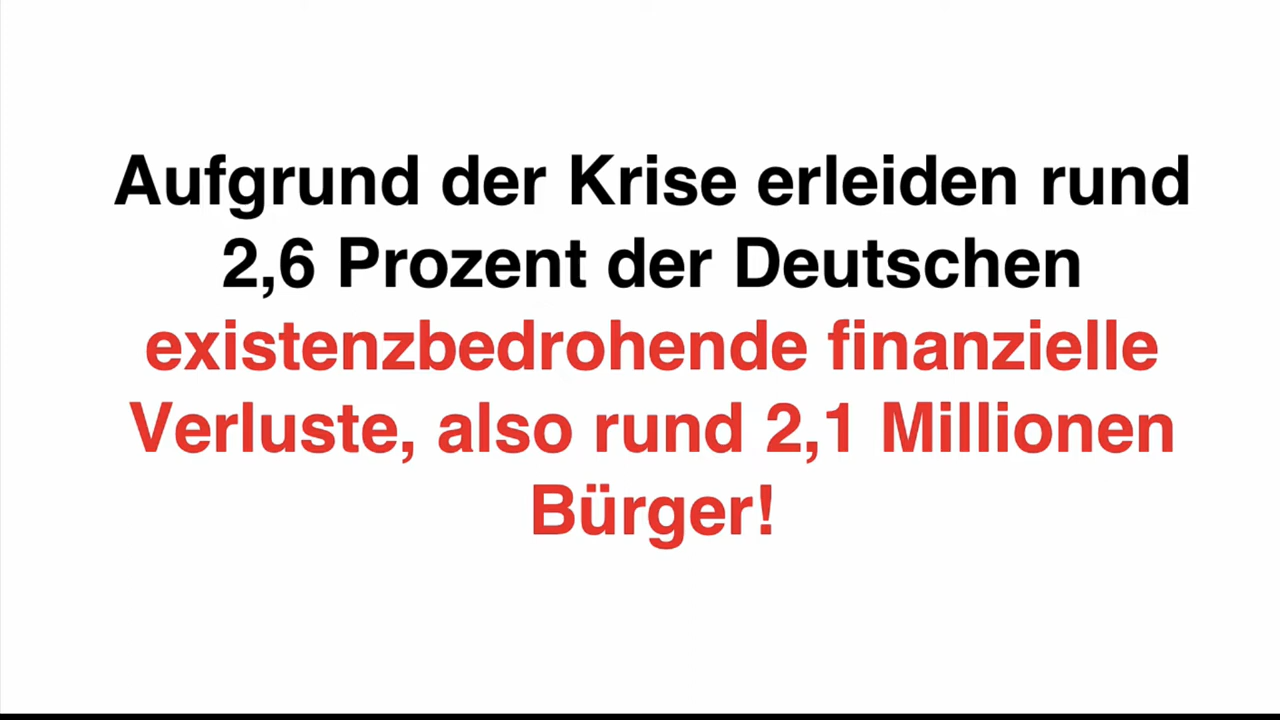 Aufgrund der Krise erleiden rund
2,6 Prozent der Deutschen
existenzbedrohende finanzielle
Verluste, also rund 2,1 Millionen
Bürger!